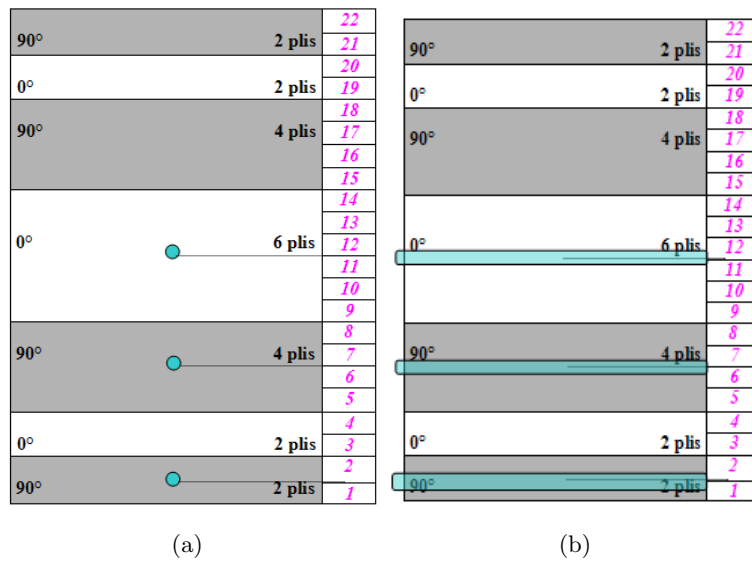 22
90° 2 plis 21
20
0° 2 plis 19
18
90° 4 plis 17
16
15
14
13
0° 6 plis 12
11
10
9
8
90° 4 plis 7
6
5
4
0° 2 plis 3
2
90° 2 plis 1
(a)
22
90° 2 plis 21
20
0° 2 plis 19
18
90° 4 plis 17
16
15
14
13
0° 6 plis 12
11
10
9
8
90° 4 plis 7
6
5
4
0° 2 plis 3
2
90° 2 plis 1
(b)